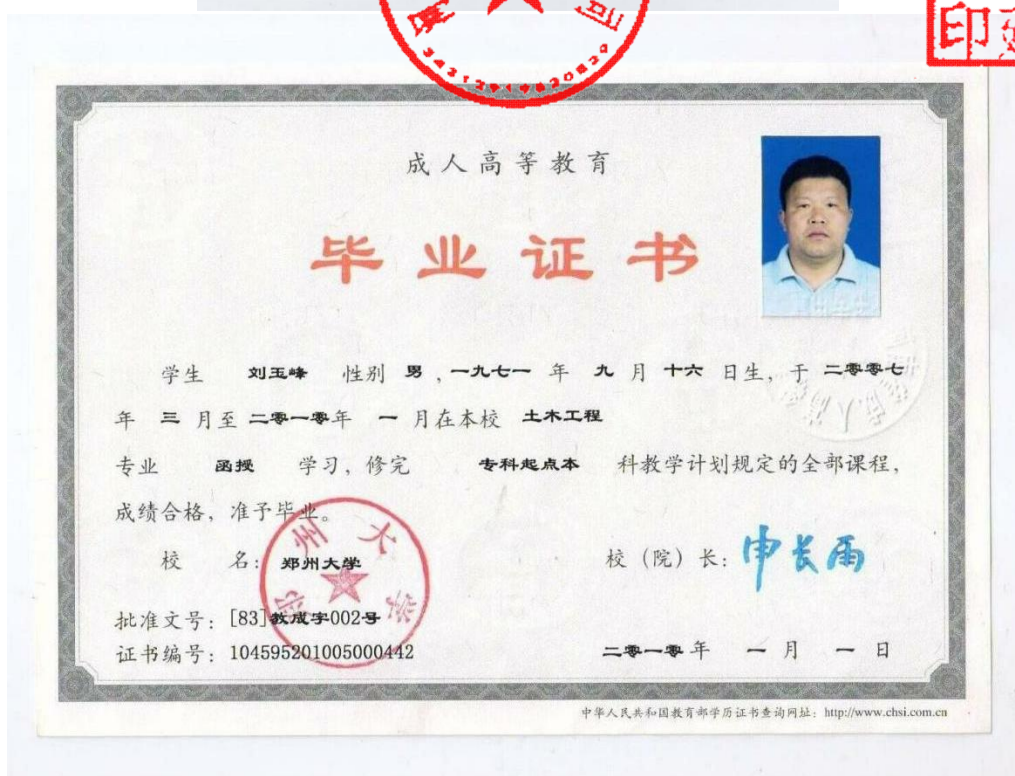 印
34212914620820
成人高等教育
毕业证书
学生 刘玉峰 性别 男 ,一九七一 年 九 月 十六 日生, 于 二零零七
年 三 月至 二零一零年 一 月在本校 土木工程
专业 函授 学习, 修完 专科起点本 科教学计划规定的全部课程,
成绩合格, 准予毕业。
校 名: 郑州大学
校 (院) 长: 申长雨
郑州大学
批准文号: [83]教成字002号
证书编号: 104595201005000442
二零一零年 一 月 一 日
中华人民共和国教育部学历证书查询网址: http://www.chsi.com.cn